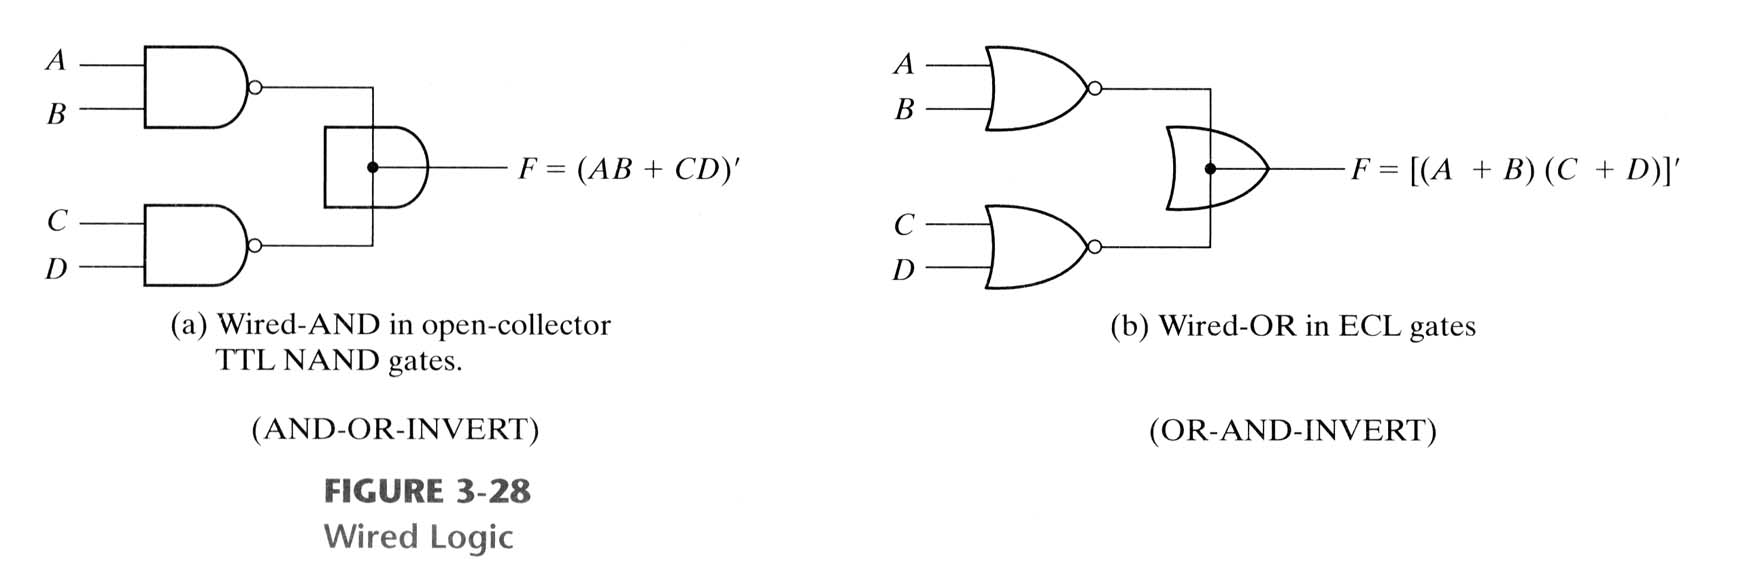 A
B
C
D
F = (AB + CD)′
(a) Wired-AND in open-collector
TTL NAND gates.
(AND-OR-INVERT)
A
B
C
D
F = [(A + B) (C + D)]′
(b) Wired-OR in ECL gates
(OR-AND-INVERT)
FIGURE 3-28
Wired Logic